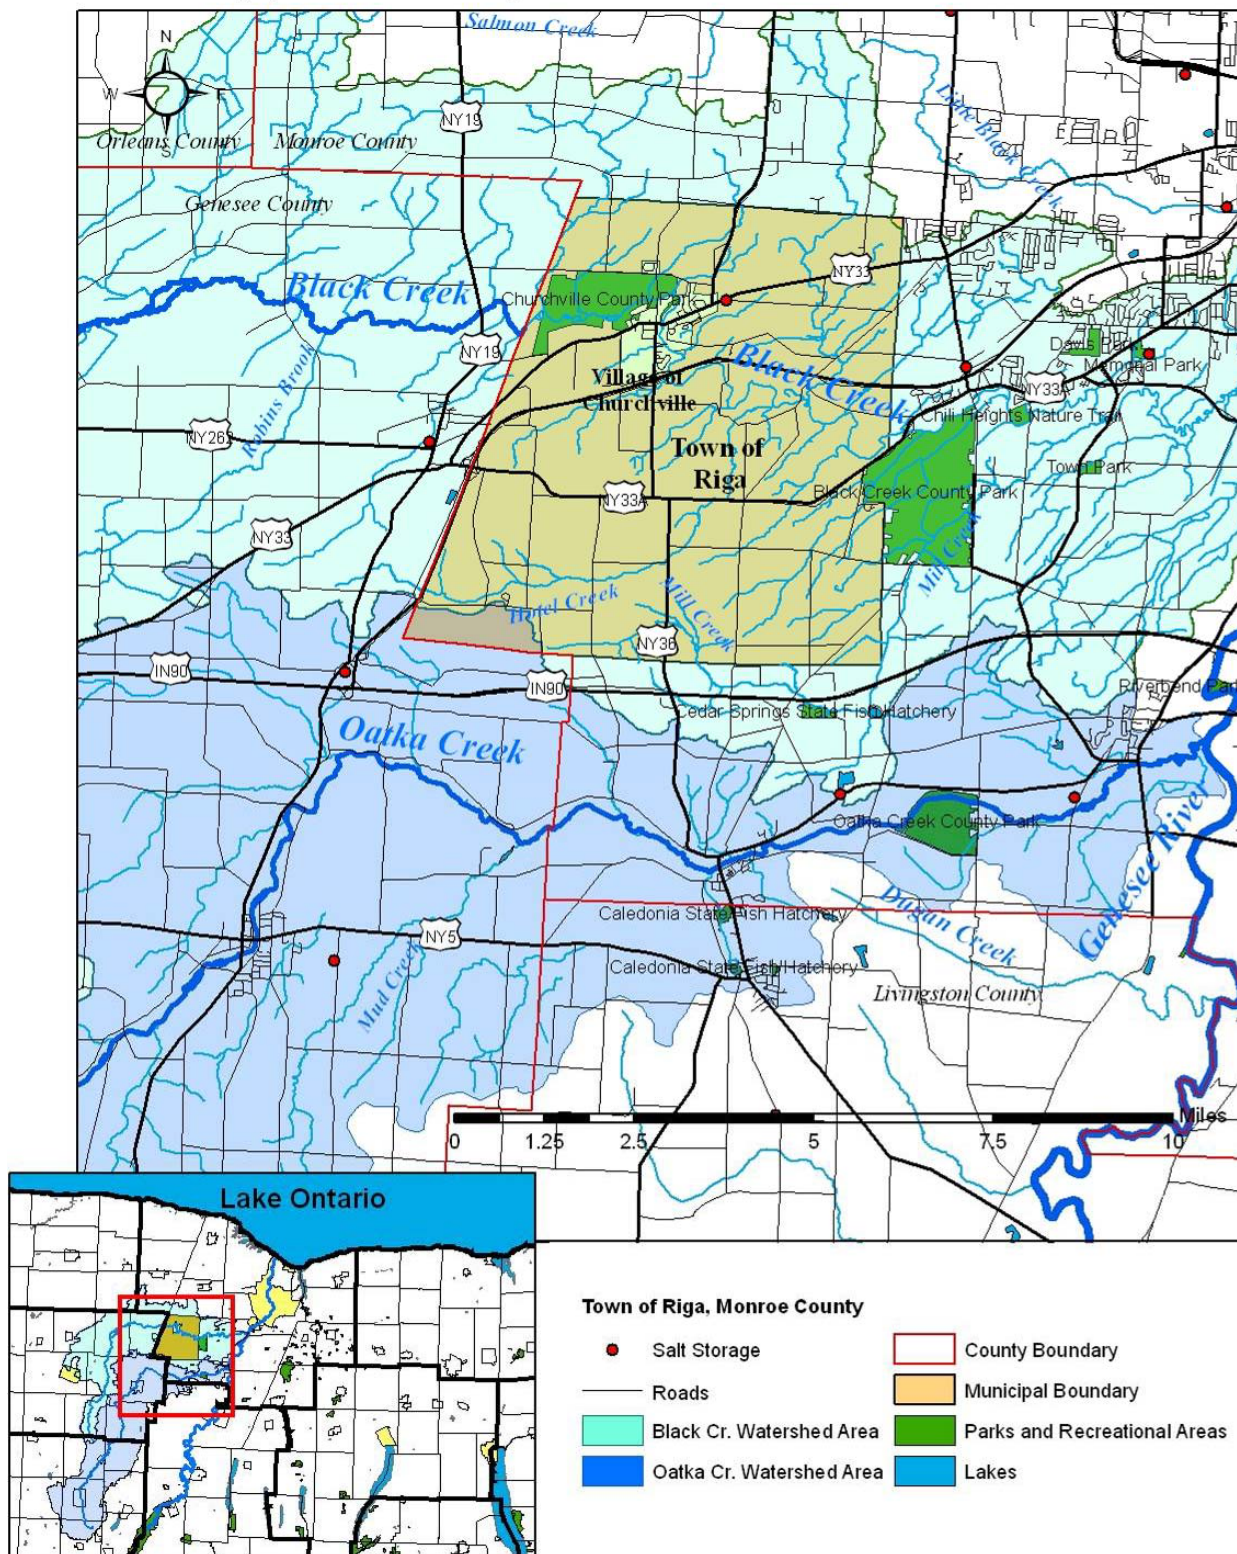 Salmon Creek
N
W
E
S
NY19
Little Black Creek
Orleans County
Monroe County
Genesee County
Black Creek
NY33
Churchville County Park
NY19
Robins Brook
Village of
Churchville
Black Creek
Davis Park
Memorial Park
NY33A
Chili Heights Nature Trail
NY262
Town of
Riga
Town Park
NY33A
Black Creek County Park
NY33
Mill Creek
Hotel Creek
Mill Creek
NY36
IN90
IN90
Riverbend Park
Cedar Springs State Fish Hatchery
Oatka Creek
Oatka Creek County Park
Genesee River
Dugan Creek
Caledonia State Fish Hatchery
NY5
Mud Creek
Caledonia State Fish Hatchery
Livingston County
Miles
0 1.25 2.5 5 7.5 10
Lake Ontario
Town of Riga, Monroe County
Salt Storage
Roads
Black Cr. Watershed Area
Oatka Cr. Watershed Area
County Boundary
Municipal Boundary
Parks and Recreational Areas
Lakes